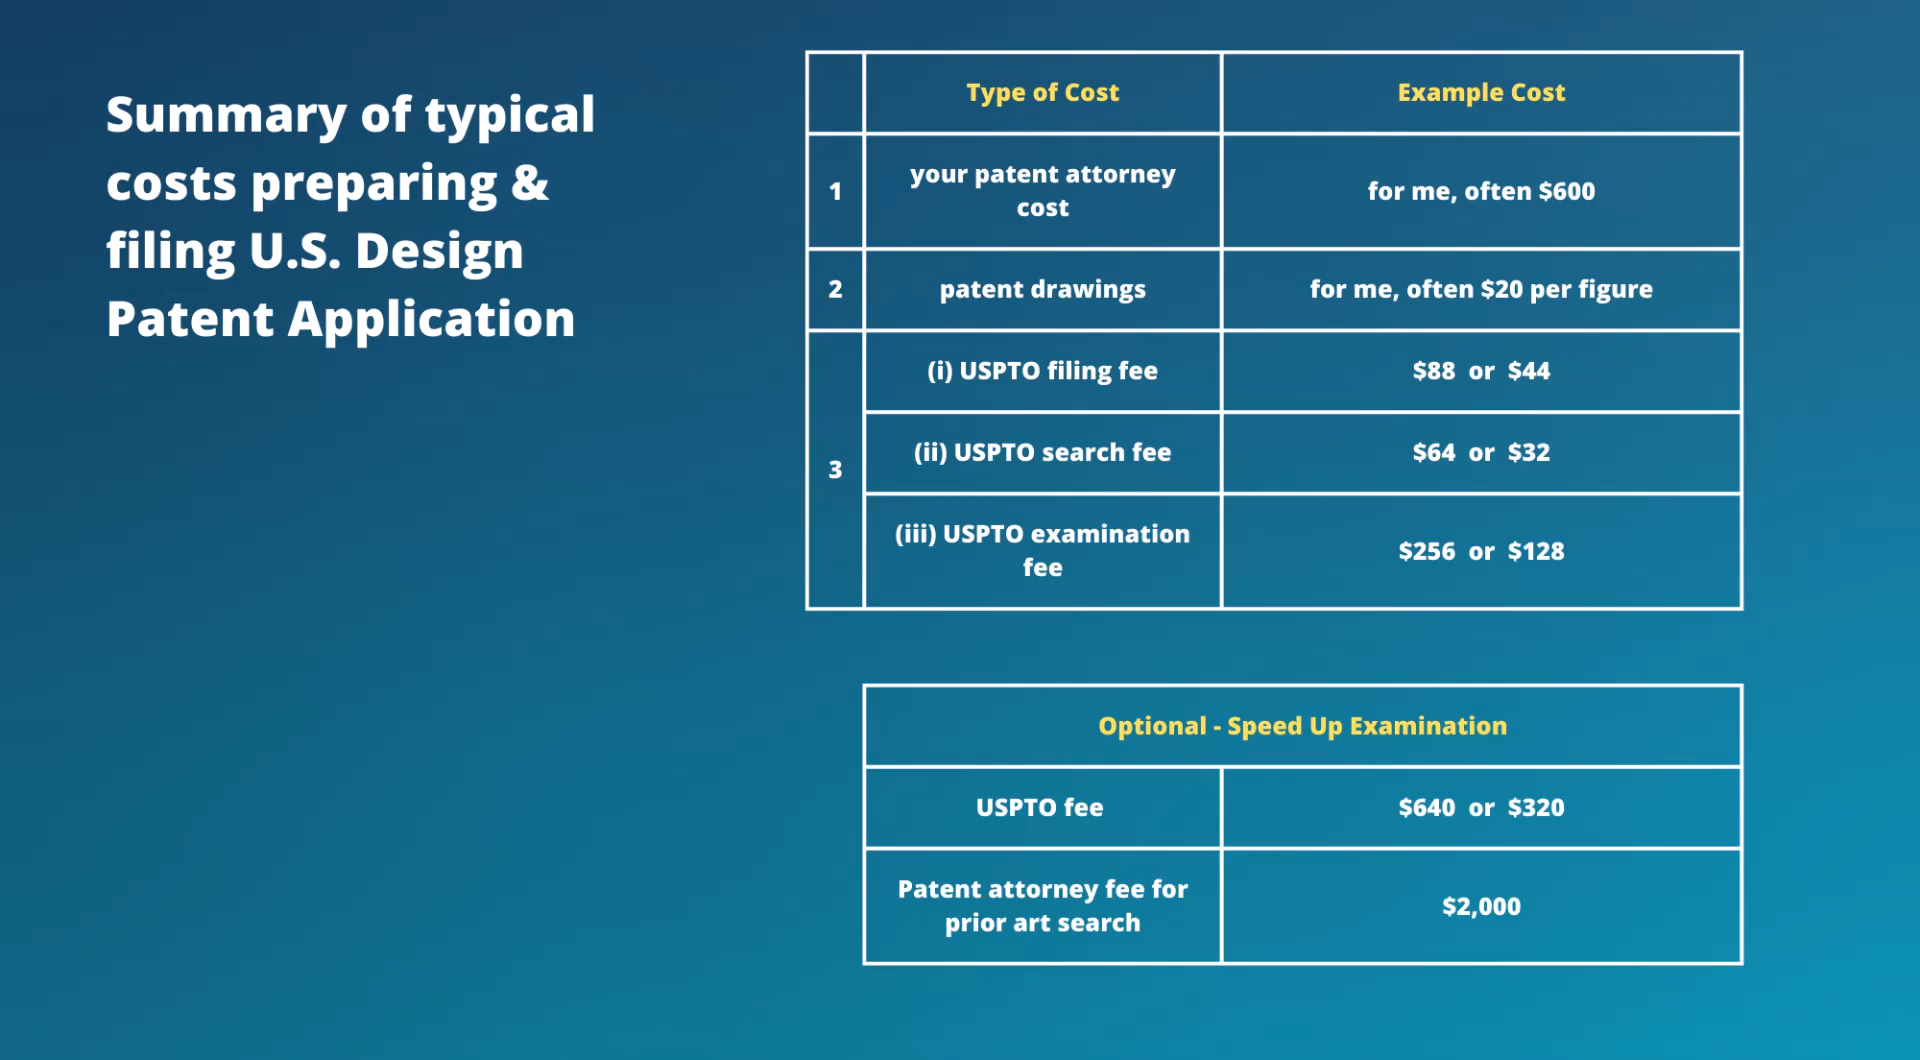 Summary of typical
costs preparing &
filing U.S. Design
Patent Application
Type of Cost
Example Cost
1
your patent attorney
cost
for me, often $600
2
patent drawings
for me, often $20 per figure
3
(i) USPTO filing fee
$88 or $44
(ii) USPTO search fee
$64 or $32
(iii) USPTO examination
fee
$256 or $128
Optional - Speed Up Examination
USPTO fee
$640 or $320
Patent attorney fee for
prior art search
$2,000